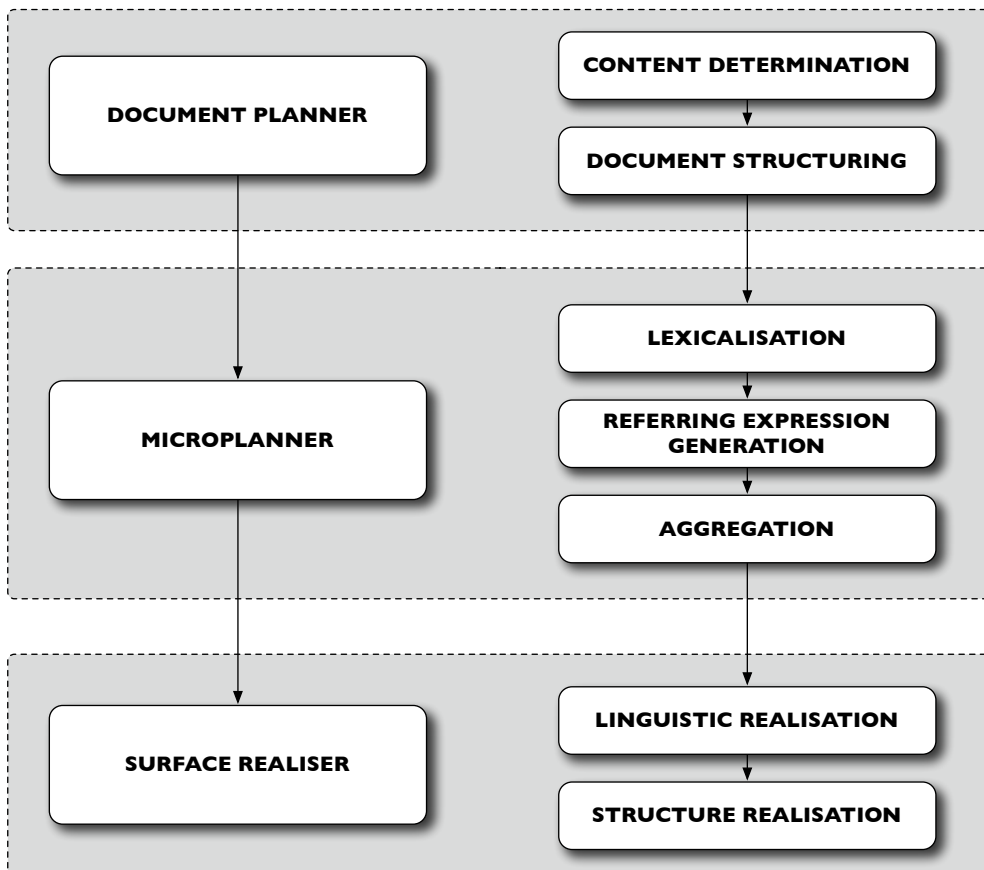 DOCUMENT PLANNER
CONTENT DETERMINATION
DOCUMENT STRUCTURING
MICROPLANNER
LEXICALISATION
REFERRING EXPRESSION
GENERATION
AGGREGATION
SURFACE REALISER
LINGUISTIC REALISATION
STRUCTURE REALISATION